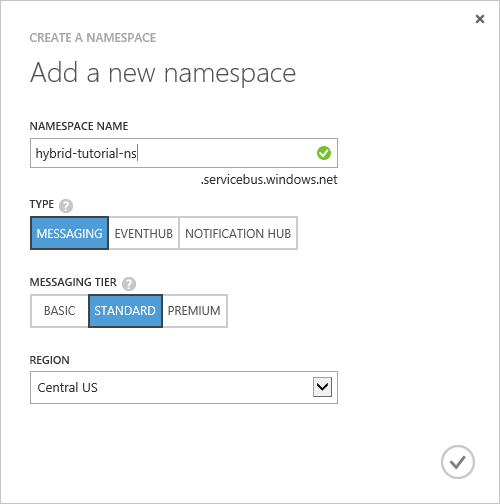 CREATE A NAMESPACE
Add a new namespace
NAMESPACE NAME
hybrid-tutorial-ns
.servicebus.windows.net
TYPE ?
MESSAGING EVENTHUB NOTIFICATION HUB
MESSAGING TIER ?
BASIC STANDARD PREMIUM
REGION
Central US